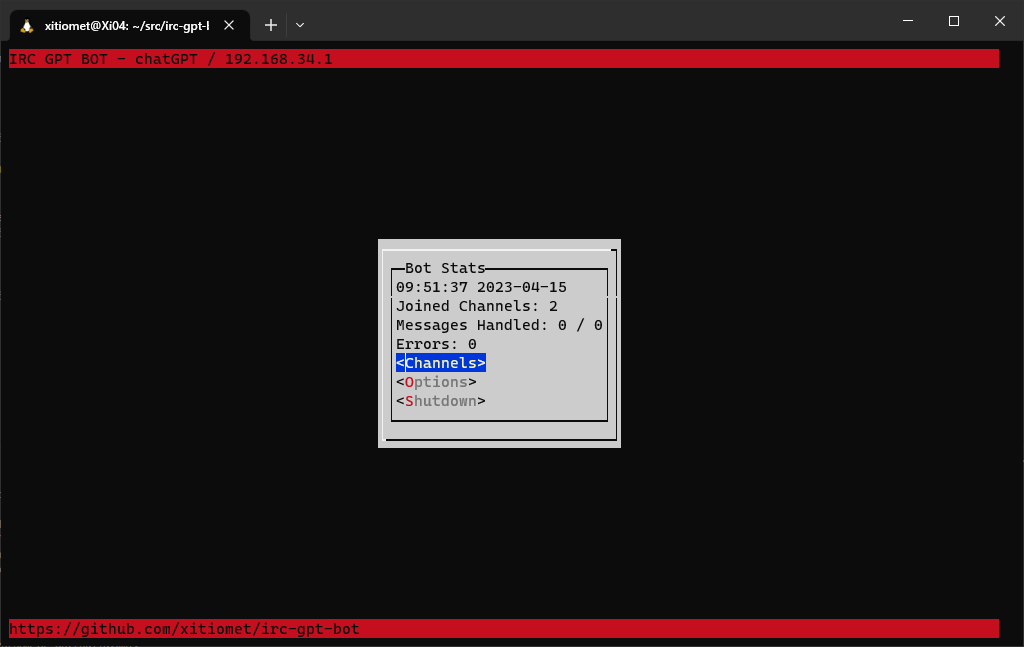 xitiomet@Xi04: ~/src/irc-gpt-l
IRC GPT BOT - chatGPT / 192.168.34.1
Bot Stats
09:51:37 2023-04-15
Joined Channels: 2
Messages Handled: 0 / 0
Errors: 0
<Channels>
<Options>
<Shutdown>
https://github.com/xitiomet/irc-gpt-bot